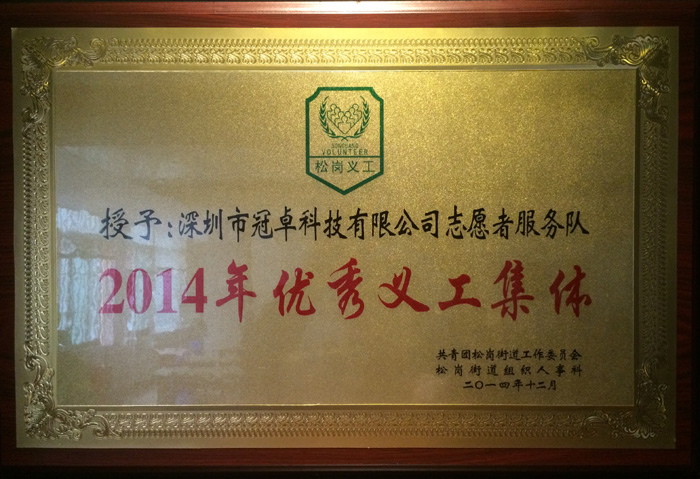 SONGGANG
VOLUNTEER
松岗义工
授予:深圳市冠卓科技有限公司志愿者服务队
2014年优秀义工集体
共青团松岗街道工作委员会
松岗街道组织人事科
二〇一四年十二月